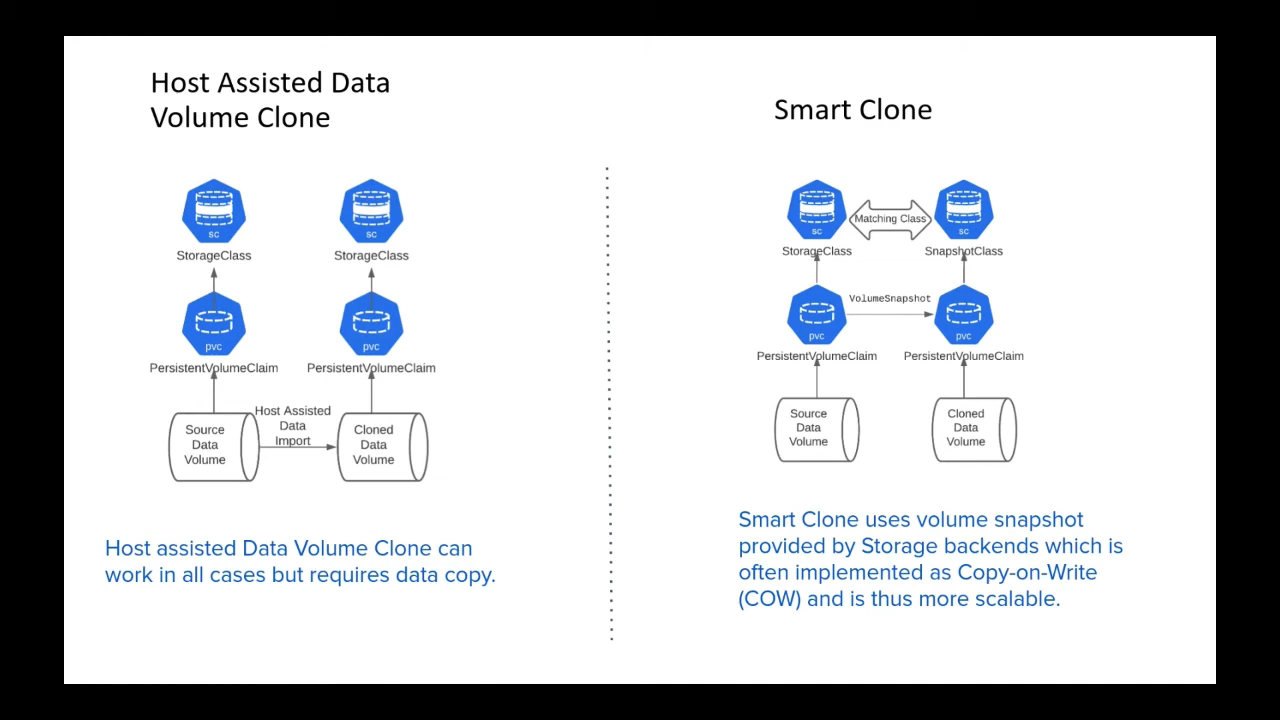 Host Assisted Data
Volume Clone
sc
StorageClass
sc
StorageClass
pvc
PersistentVolumeClaim
pvc
PersistentVolumeClaim
Source
Data
Volume
Host Assisted
Data
Import
Cloned
Data
Volume
Host assisted Data Volume Clone can
work in all cases but requires data copy.
Smart Clone
sc
StorageClass
Matching Class
sc
SnapshotClass
pvc
PersistentVolumeClaim
VolumeSnapshot
pvc
PersistentVolumeClaim
Source
Data
Volume
Cloned
Data
Volume
Smart Clone uses volume snapshot
provided by Storage backends which is
often implemented as Copy-on-Write
(COW) and is thus more scalable.